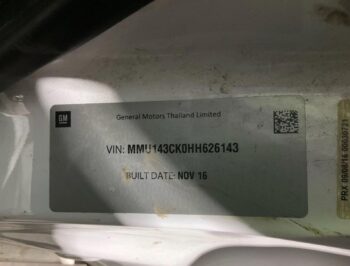 GM
General Motors Thailand Limited
VIN: MMU143CK0HH626143
BUILT DATE: NOV 16